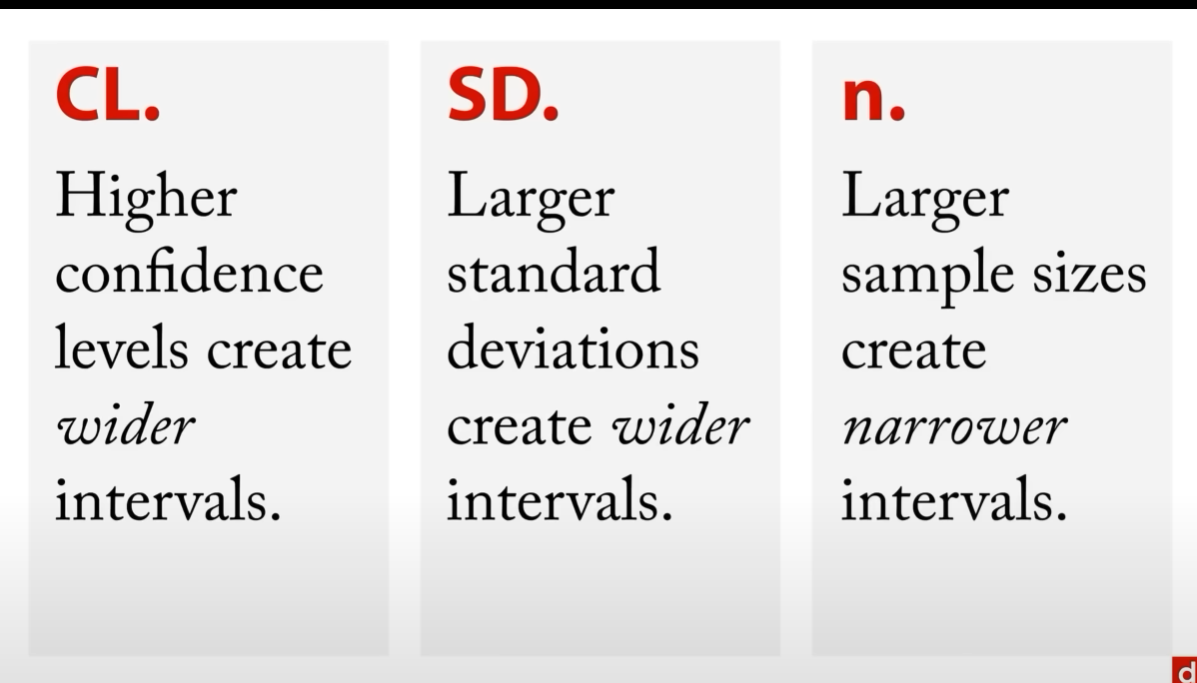 CL.
Higher
confidence
levels create
wider
intervals.
SD.
Larger
standard
deviations
create wider
intervals.
n.
Larger
sample sizes
create
narrower
intervals.
d